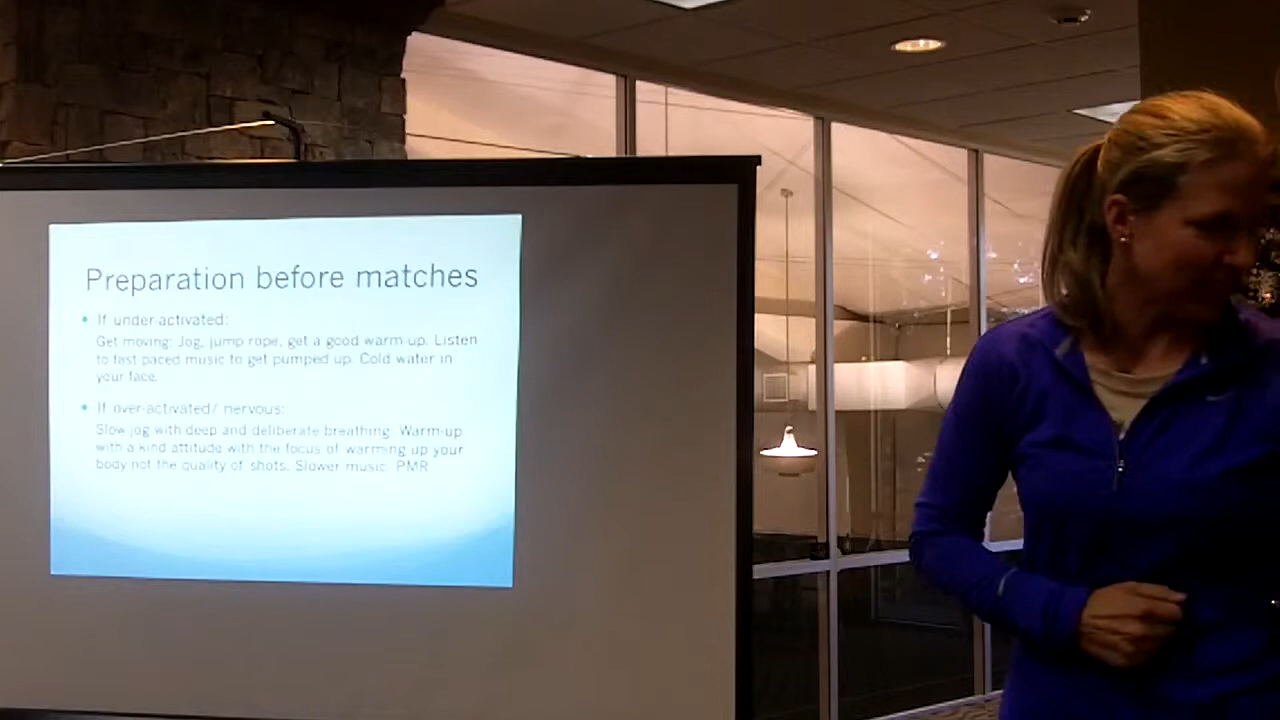 Preparation before matches
If under-activated:
Get moving: Jog, jump rope, get a good warm up. Listen
to fast paced music to get pumped up. Cold water in
your face.
If over-activated/ nervous:
Slow jog with deep and deliberate breathing. Warm-up
with a kind attitude with the focus of warming up your
body not the quality of shots. Slower music. PMR